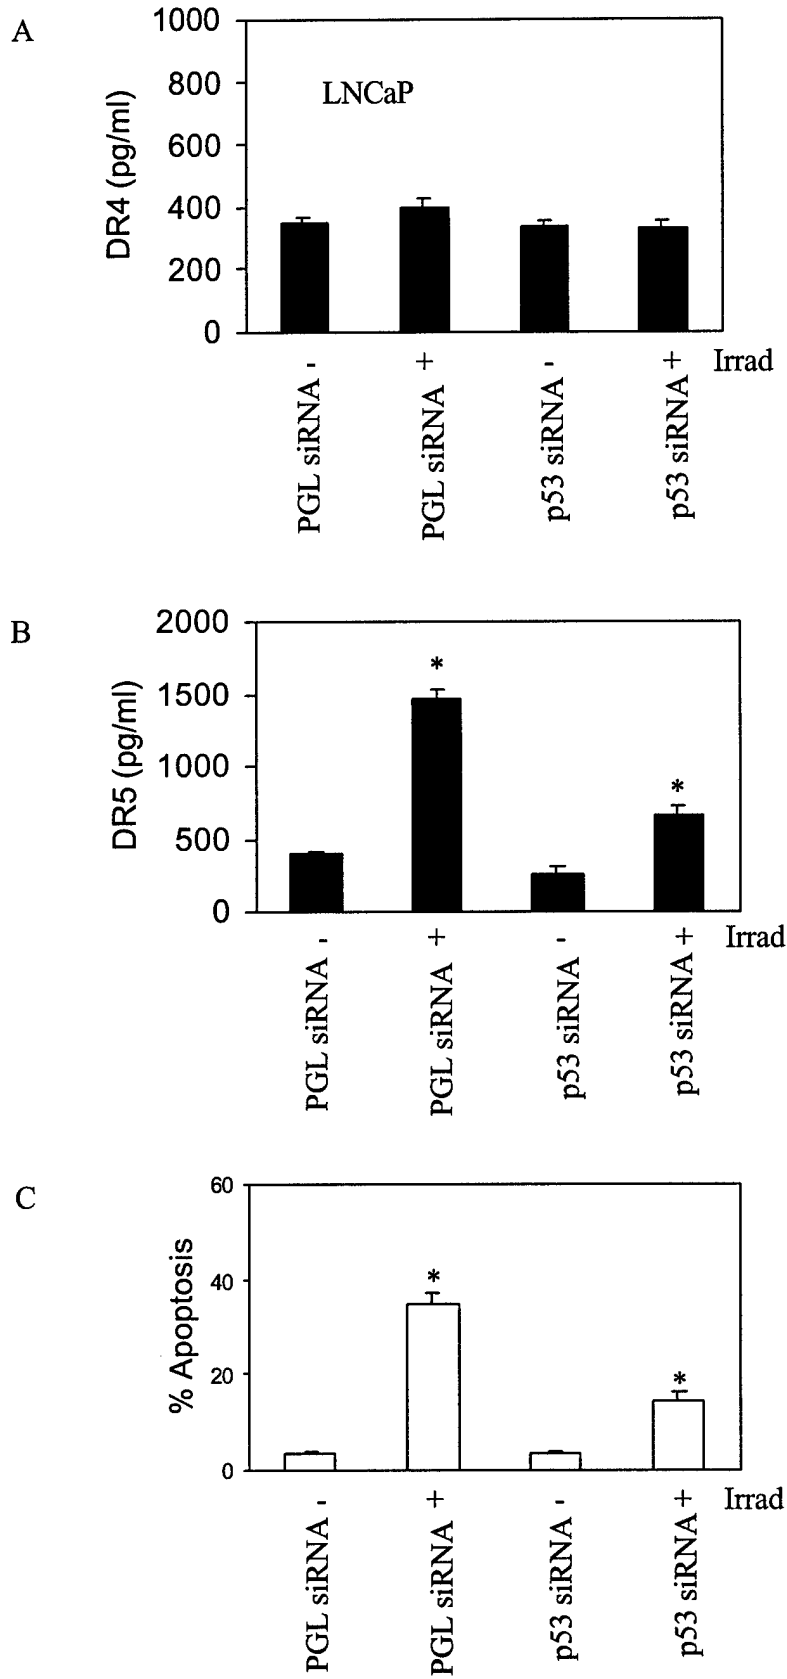 A
1000
800
600
400
200
0
DR4 (pg/ml)
LNCaP
PGL siRNA -
PGL siRNA +
p53 siRNA -
p53 siRNA +
Irrad
B
2000
1500
1000
500
0
DR5 (pg/ml)
*
*
PGL siRNA -
PGL siRNA +
p53 siRNA -
p53 siRNA +
Irrad
C
60
40
20
0
% Apoptosis
*
*
PGL siRNA -
PGL siRNA +
p53 siRNA -
p53 siRNA +
Irrad